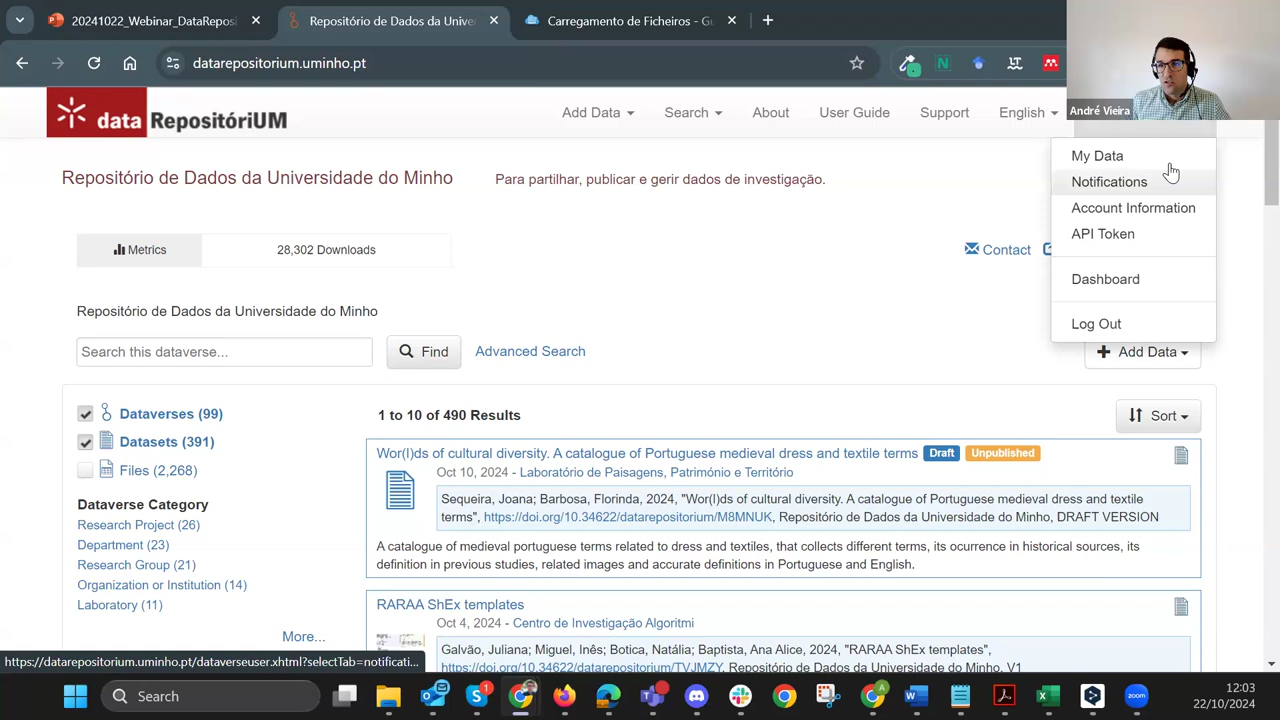 20241022_Webinar_DataReposi
Repositório de Dados da Univer
Carregamento de Ficheiros - Gu
datarepositorium.uminho.pt
André Vieira
data RepositóriUM
Add Data
Search
About
User Guide
Support
English
My Data
Notifications
Account Information
API Token
Dashboard
Log Out
Repositório de Dados da Universidade do Minho
Para partilhar, publicar e gerir dados de investigação.
Metrics
28,302 Downloads
Contact
Repositório de Dados da Universidade do Minho
Search this dataverse...
Find
Advanced Search
Add Data
Dataverses (99)
Datasets (391)
Files (2,268)
Dataverse Category
Research Project (26)
Department (23)
Research Group (21)
Organization or Institution (14)
Laboratory (11)
More...
1 to 10 of 490 Results
Sort
Wor(l)ds of cultural diversity. A catalogue of Portuguese medieval dress and textile terms Draft Unpublished
Oct 10, 2024 - Laboratório de Paisagens, Património e Território
Sequeira, Joana; Barbosa, Florinda, 2024, "Wor(l)ds of cultural diversity. A catalogue of Portuguese medieval dress and textile
terms", https://doi.org/10.34622/datarepositorium/M8MNUK, Repositório de Dados da Universidade do Minho, DRAFT VERSION
A catalogue of medieval portuguese terms related to dress and textiles, that collects different terms, its ocurrence in historical sources, its
definition in previous studies, related images and accurate definitions in Portuguese and English.
RARAA ShEx templates
Oct 4, 2024 - Centro de Investigação Algoritmi
Galvão, Juliana; Miguel, Inês; Botica, Natália; Baptista, Ana Alice, 2024, "RARAA ShEx templates",
https://doi.org/10.34622/datarepositorium/TVJMZY, Repositório de Dados da Universidade do Minho, V1
https://datarepositorium.uminho.pt/dataverseuser.xhtml?selectTab=notificati...
Search
12:03
22/10/2024